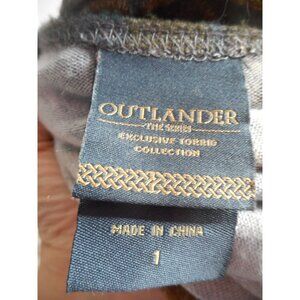 OUTLANDER
THE SERIES
EXCLUSIVE TORRID
COLLECTION
MADE IN CHINA
1